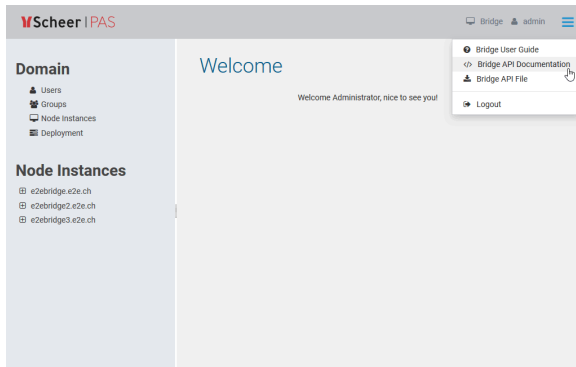 Scheer PAS
Bridge admin
Domain
Users
Groups
Node Instances
Deployment
Node Instances
e2ebridge.e2e.ch
e2ebridge2.e2e.ch
e2ebridge3.e2e.ch
Welcome
Welcome Administrator, nice to see you!
Bridge User Guide
Bridge API Documentation
Bridge API File
Logout